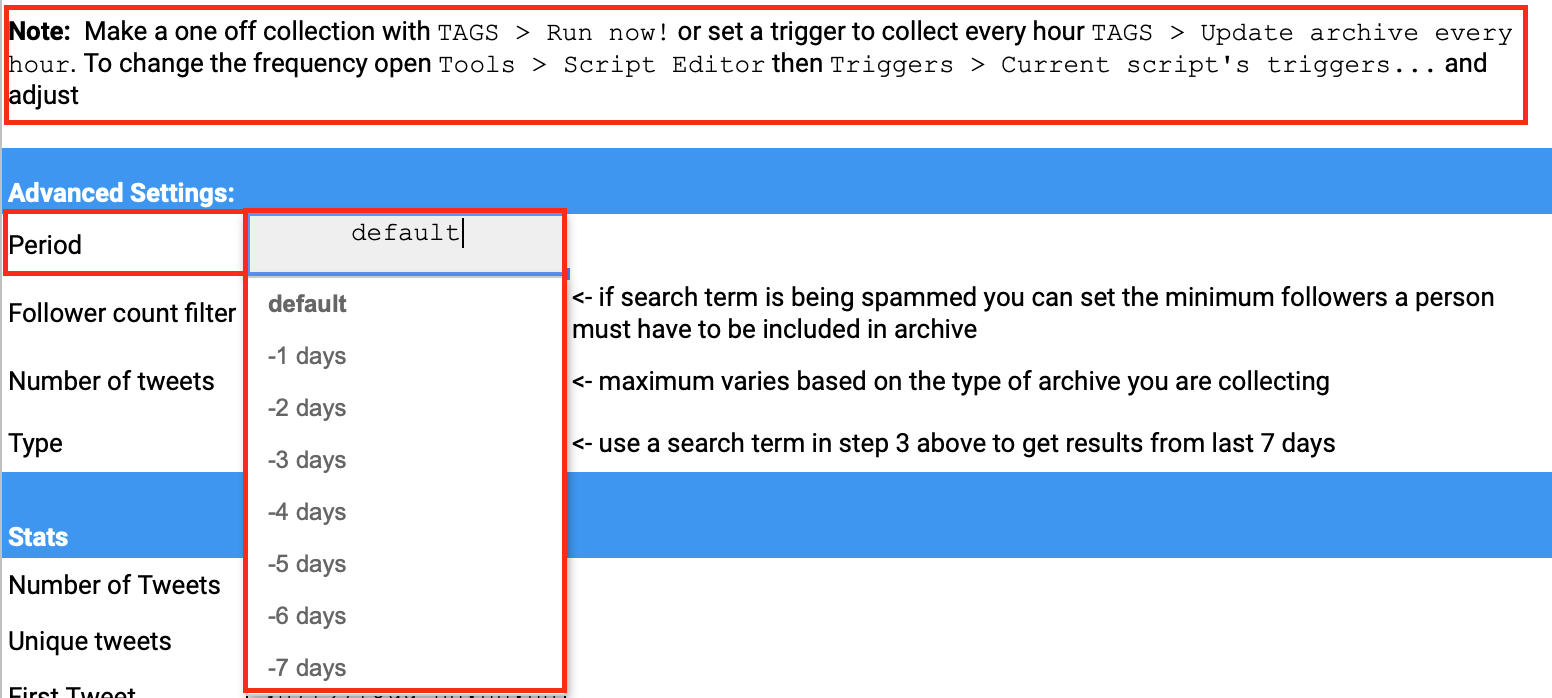 Note: Make a one off collection with TAGS > Run now! or set a trigger to collect every hour TAGS > Update archive every
hour. To change the frequency open Tools > Script Editor then Triggers > Current script's triggers... and
adjust
Advanced Settings:
Period
default
default
-1 days
-2 days
-3 days
-4 days
-5 days
-6 days
-7 days
Follower count filter
<- if search term is being spammed you can set the minimum followers a person
must have to be included in archive
Number of tweets
<- maximum varies based on the type of archive you are collecting
Type
<- use a search term in step 3 above to get results from last 7 days
Stats
Number of Tweets
Unique tweets
First Tweet